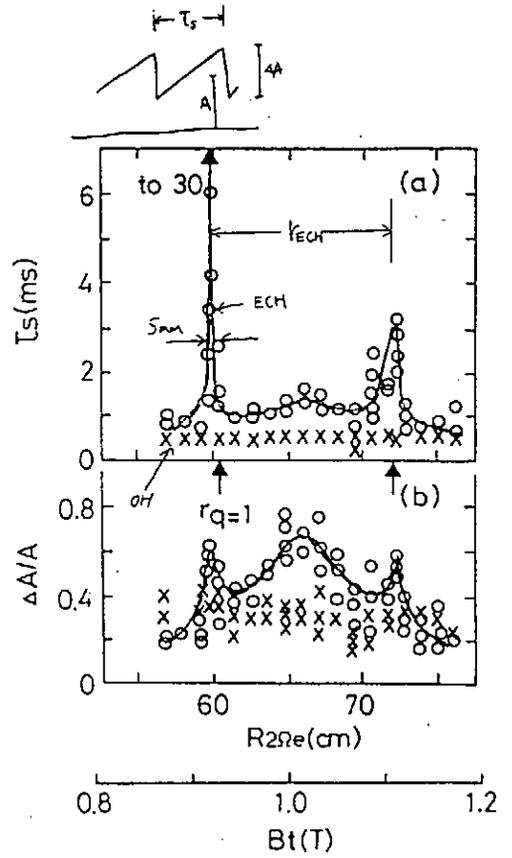 τs
ΔA
A
to 30
(a)
6
rECH
4
ECH
5mm
2
τs(ms)
0
OH
rq=1
(b)
0.8
0.4
ΔA/A
0
60 70
R2Ωe(cm)
0.8 1.0 1.2
Bt(T)